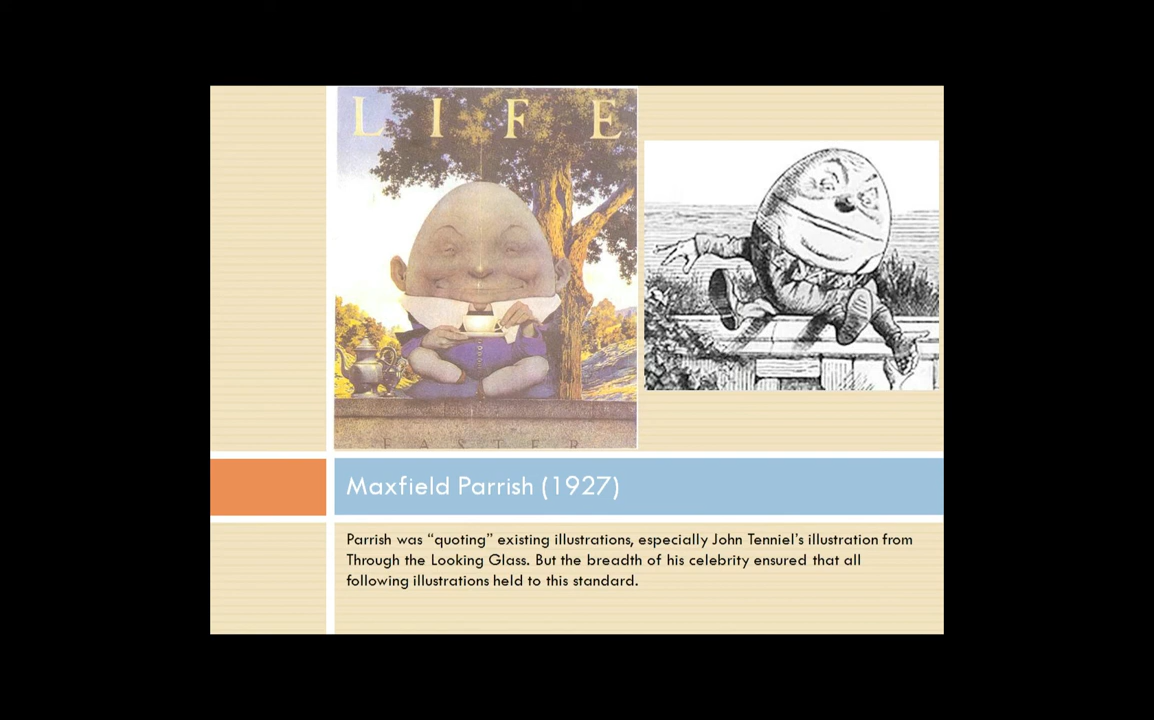 LIFE
EASTER
Maxfield Parrish (1927)
Parrish was “quoting” existing illustrations, especially John Tenniel’s illustration from
Through the Looking Glass. But the breadth of his celebrity ensured that all
following illustrations held to this standard.